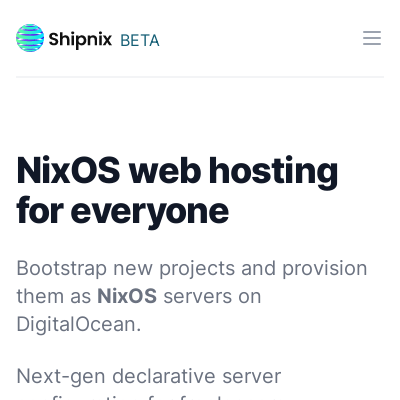 Shipnix BETA
NixOS web hosting
for everyone
Bootstrap new projects and provision
them as NixOS servers on
DigitalOcean.
Next-gen declarative server